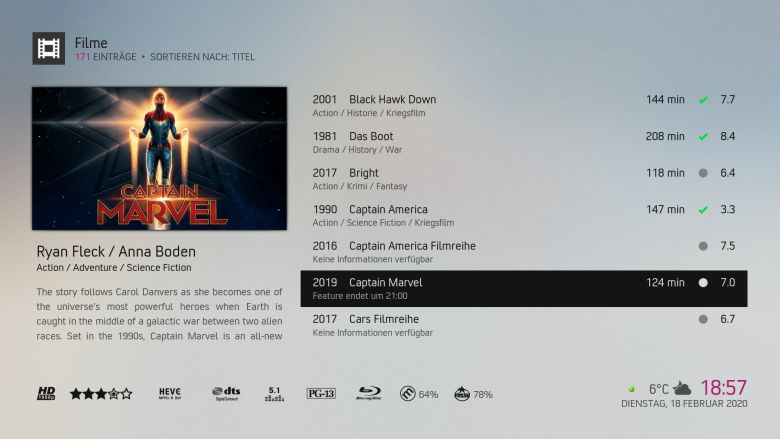 Filme
171 EINTRÄGE • SORTIEREN NACH: TITEL
CAPTAIN
MARVEL
Ryan Fleck / Anna Boden
Action / Adventure / Science Fiction
The story follows Carol Danvers as she becomes one of
the universe's most powerful heroes when Earth is
caught in the middle of a galactic war between two alien
races. Set in the 1990s, Captain Marvel is an all-new
2001 Black Hawk Down 144 min 7.7
Action / Historie / Kriegsfilm
1981 Das Boot 208 min 8.4
Drama / History / War
2017 Bright 118 min 6.4
Action / Krimi / Fantasy
1990 Captain America 147 min 3.3
Action / Science Fiction / Kriegsfilm
2016 Captain America Filmreihe 7.5
Keine Informationen verfügbar
2019 Captain Marvel 124 min 7.0
Feature endet um 21:00
2017 Cars Filmreihe 6.7
Keine Informationen verfügbar
HD
1080p
HEVC
dts
Digital Surround
5.1
PG-13
Blu-ray Disc
64%
78%
6°C 18:57
DIENSTAG, 18 FEBRUAR 2020